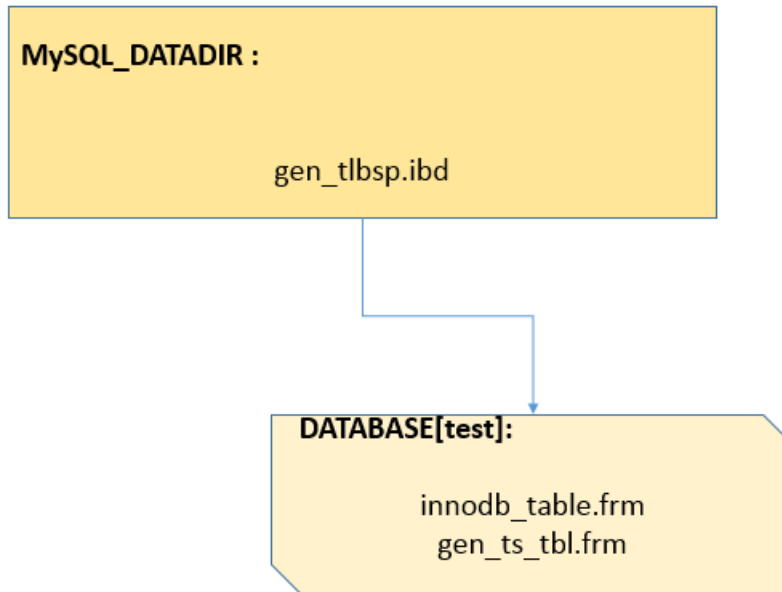 MySQL_DATADIR :
gen_tlbsp.ibd
DATABASE[test]:
innodb_table.frm
gen_ts_tbl.frm